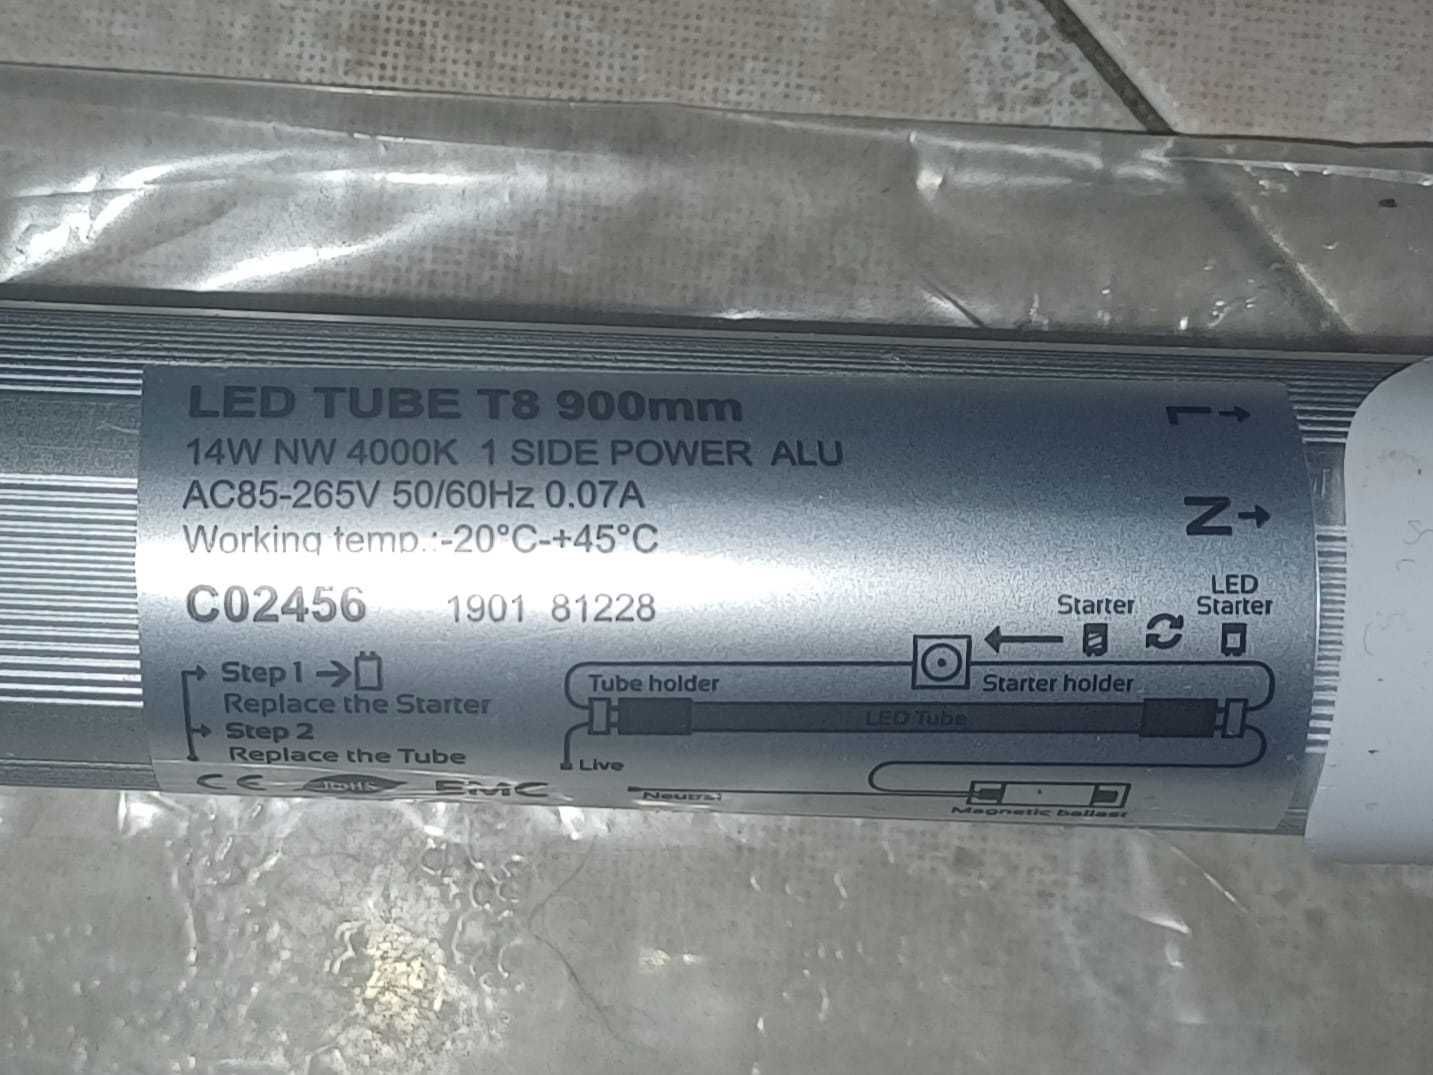 LED TUBE T8 900mm
14W NW 4000K 1 SIDE POWER ALU
AC85-265V 50/60Hz 0.07A
Working temp.:-20°C-+45°C
C02456 1901 81228
L →
N →
Step 1 →
Replace the Starter
Step 2
Replace the Tube
CE RoHS EMC
Starter
LED
Starter
Tube holder
Starter holder
LED Tube
Live
Neutral
Magnetic ballast